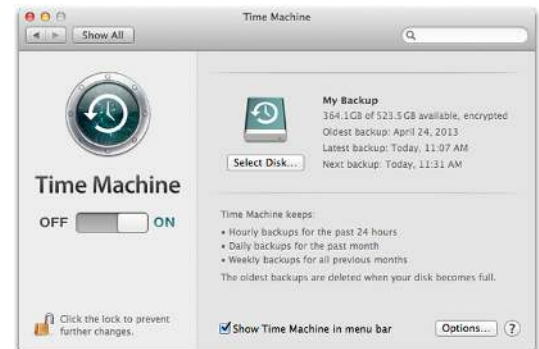 Time Machine
Show All
My Backup
364.1GB of 523.5GB available, encrypted
Oldest backup: April 24, 2013
Latest backup: Today, 11:07 AM
Next backup: Today, 11:31 AM
Select Disk...
Time Machine
OFF ON
Time Machine keeps:
• Hourly backups for the past 24 hours
• Daily backups for the past month
• Weekly backups for all previous months
The oldest backups are deleted when your disk becomes full.
Click the lock to prevent
further changes.
Show Time Machine in menu bar
Options... ?